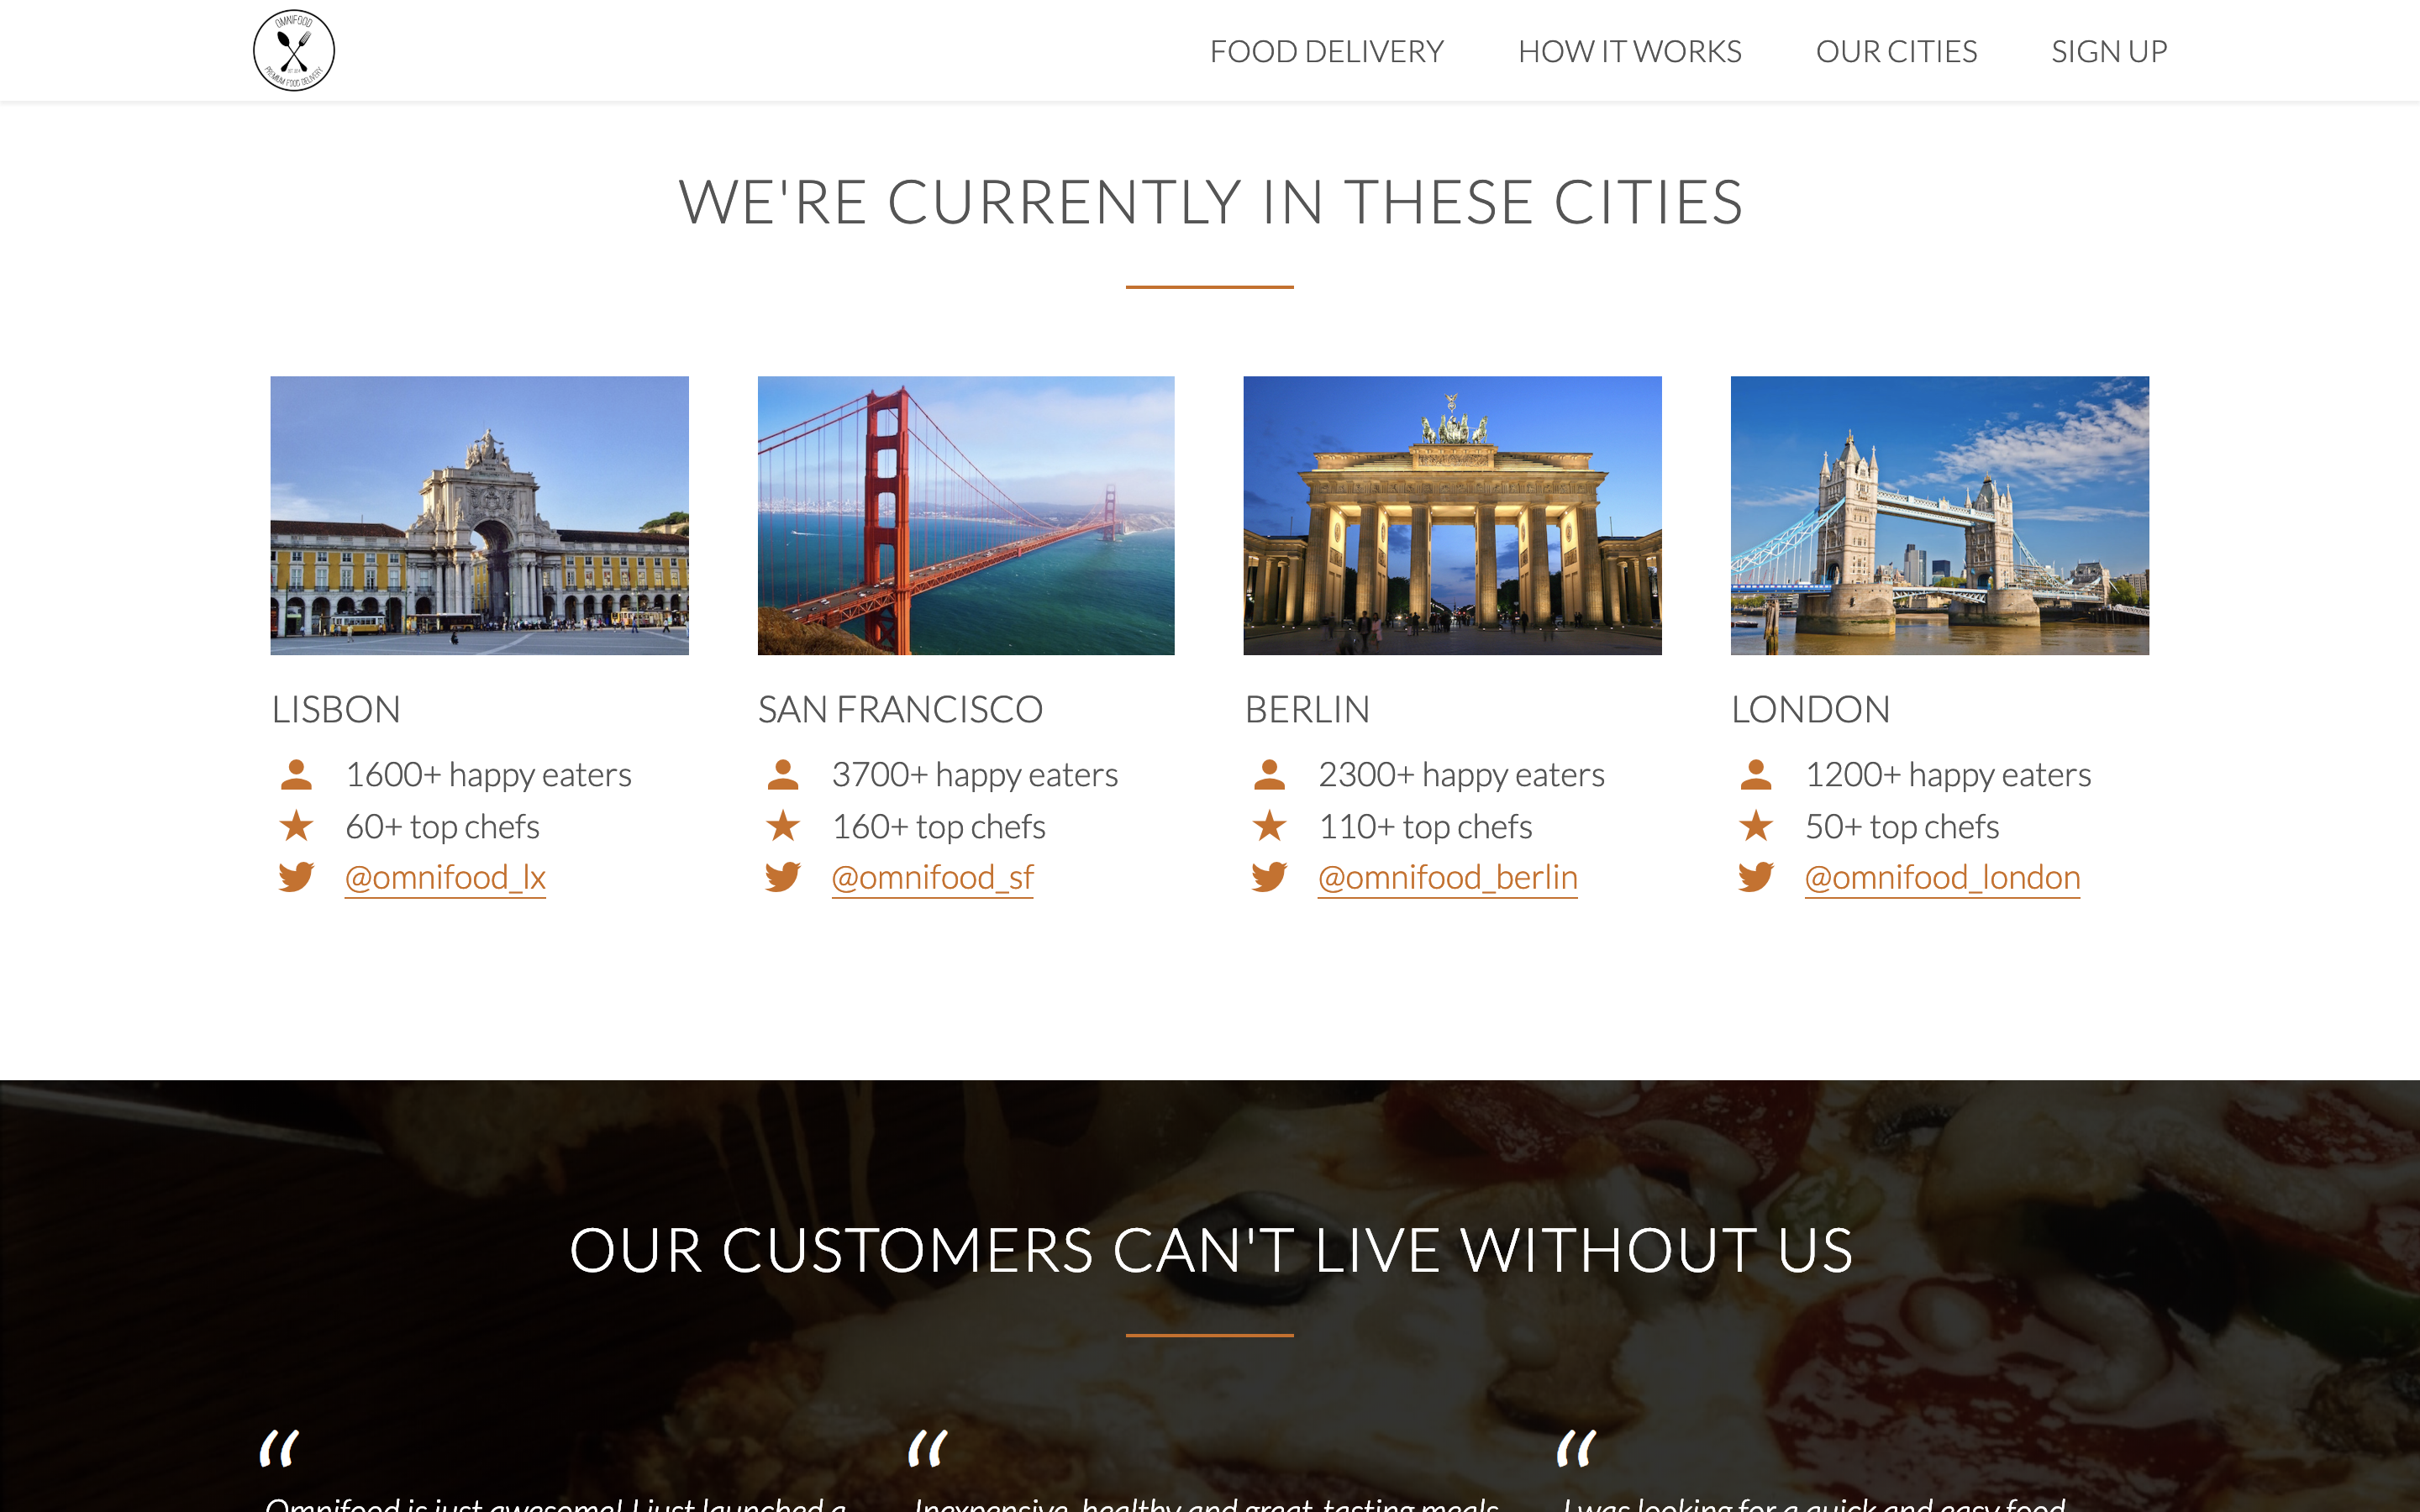 OMNIFOOD
PREMIUM FOOD DELIVERY
FOOD DELIVERY
HOW IT WORKS
OUR CITIES
SIGN UP
WE'RE CURRENTLY IN THESE CITIES
LISBON
1600+ happy eaters
60+ top chefs
@omnifood_lx
SAN FRANCISCO
3700+ happy eaters
160+ top chefs
@omnifood_sf
BERLIN
2300+ happy eaters
110+ top chefs
@omnifood_berlin
LONDON
1200+ happy eaters
50+ top chefs
@omnifood_london
OUR CUSTOMERS CAN'T LIVE WITHOUT US
“
Omnifood is just awesome! I just launched a
“
Inexpensive, healthy and great-tasting meals,
“
I was looking for a quick and easy food